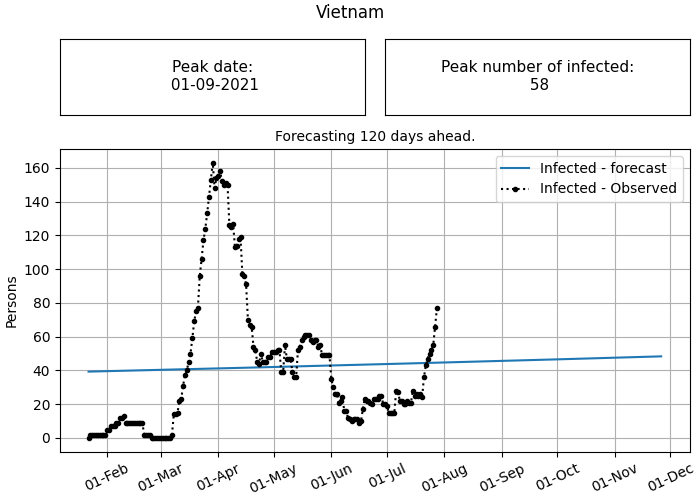 Vietnam
Peak date:
01-09-2021
Peak number of infected:
58
Forecasting 120 days ahead.
Infected - forecast
Infected - Observed
160
140
120
100
80
60
40
20
0
Persons
01-Feb
01-Mar
01-Apr
01-May
01-Jun
01-Jul
01-Aug
01-Sep
01-Oct
01-Nov
01-Dec